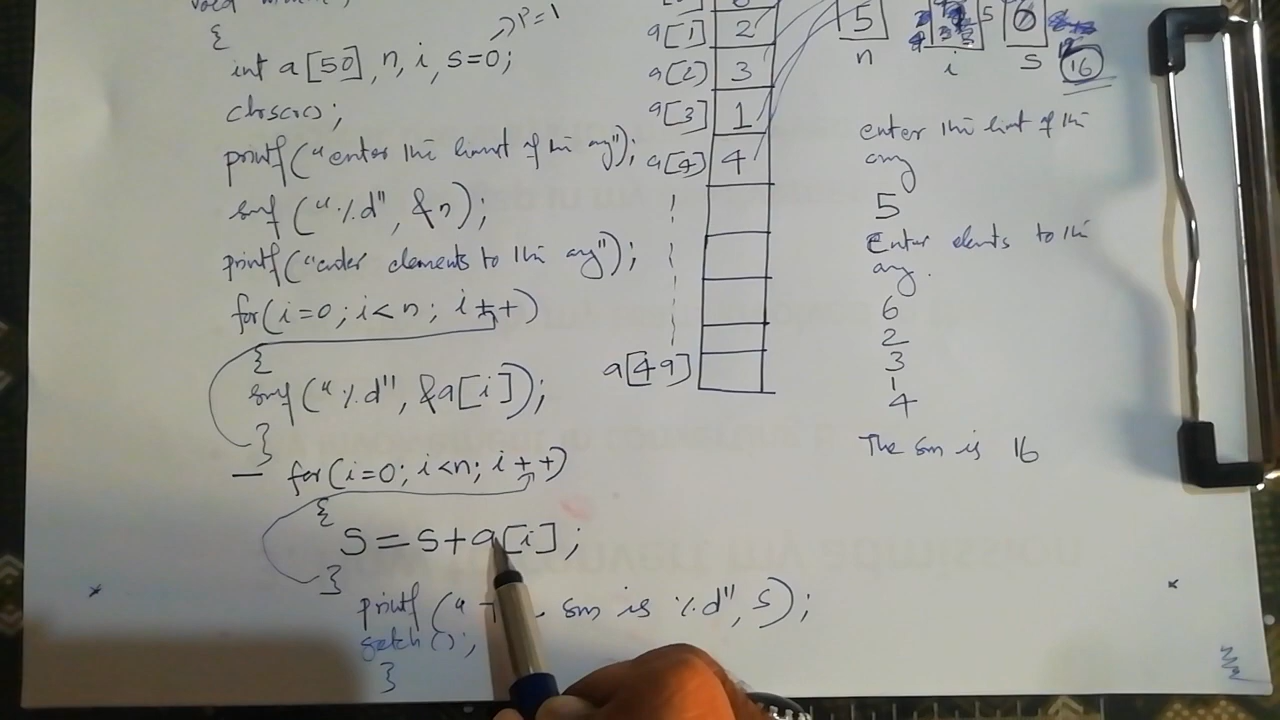 {
int a[50], n, i, s=0; p=1
clrscr();
printf("enter the limit of the array");
scanf("%d", &n);
printf("enter elements to the array");
for(i=0; i<n; i++)
{
scanf("%d", &a[i]);
}
for(i=0; i<n; i++)
{
s=s+a[i];
}
printf(" sum is %d", s);
getch();
}
a[1] 2
a[2] 3
a[3] 1
a[4] 4
a[49]
5
n
i
5
0
s
16
enter the limit of the
array
5
Enter elements to the
array.
6
2
3
1
4
The sum is 16